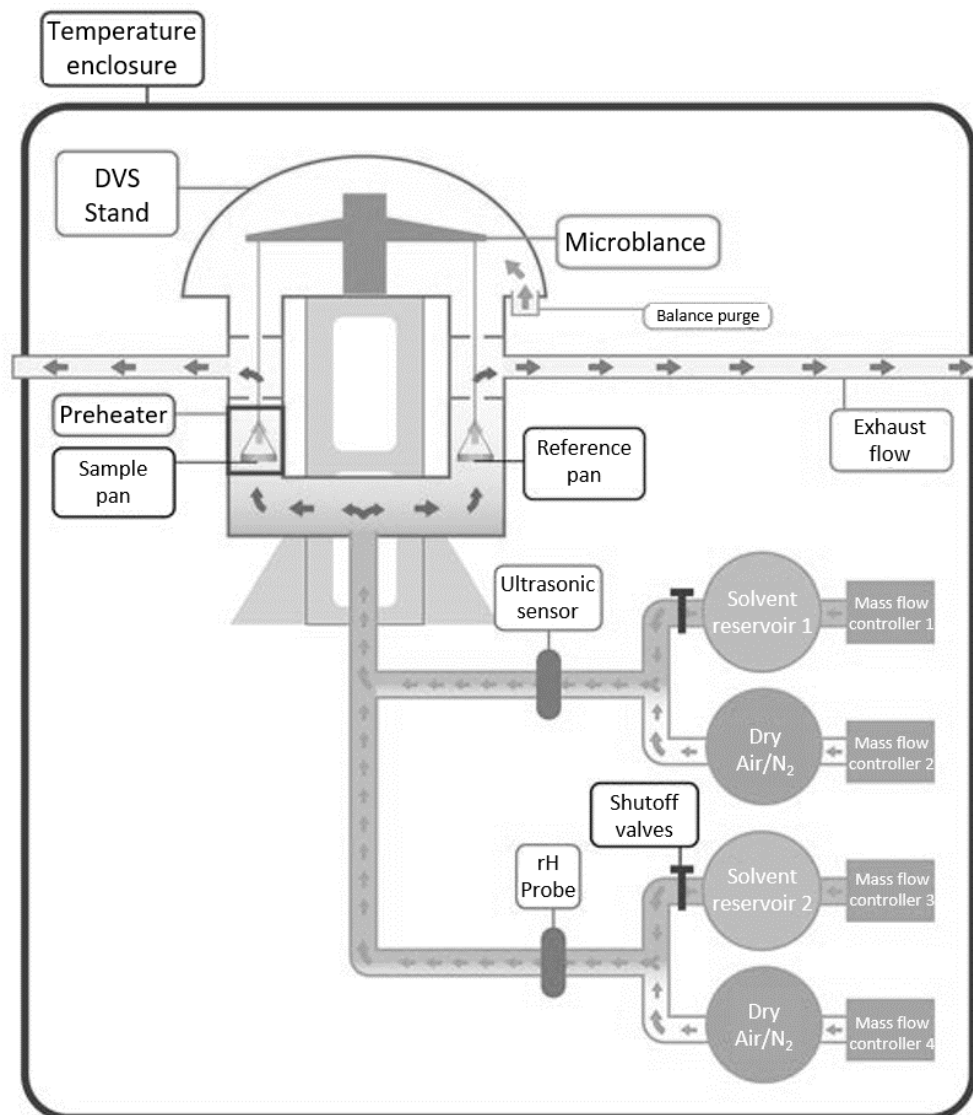 Temperature
enclosure
DVS
Stand
Microblance
Balance purge
Preheater
Sample
pan
Reference
pan
Exhaust
flow
Ultrasonic
sensor
Solvent
reservoir 1
Mass flow
controller 1
Dry
Air/N₂
Mass flow
controller 2
Shutoff
valves
rH
Probe
Solvent
reservoir 2
Mass flow
controller 3
Dry
Air/N₂
Mass flow
controller 4